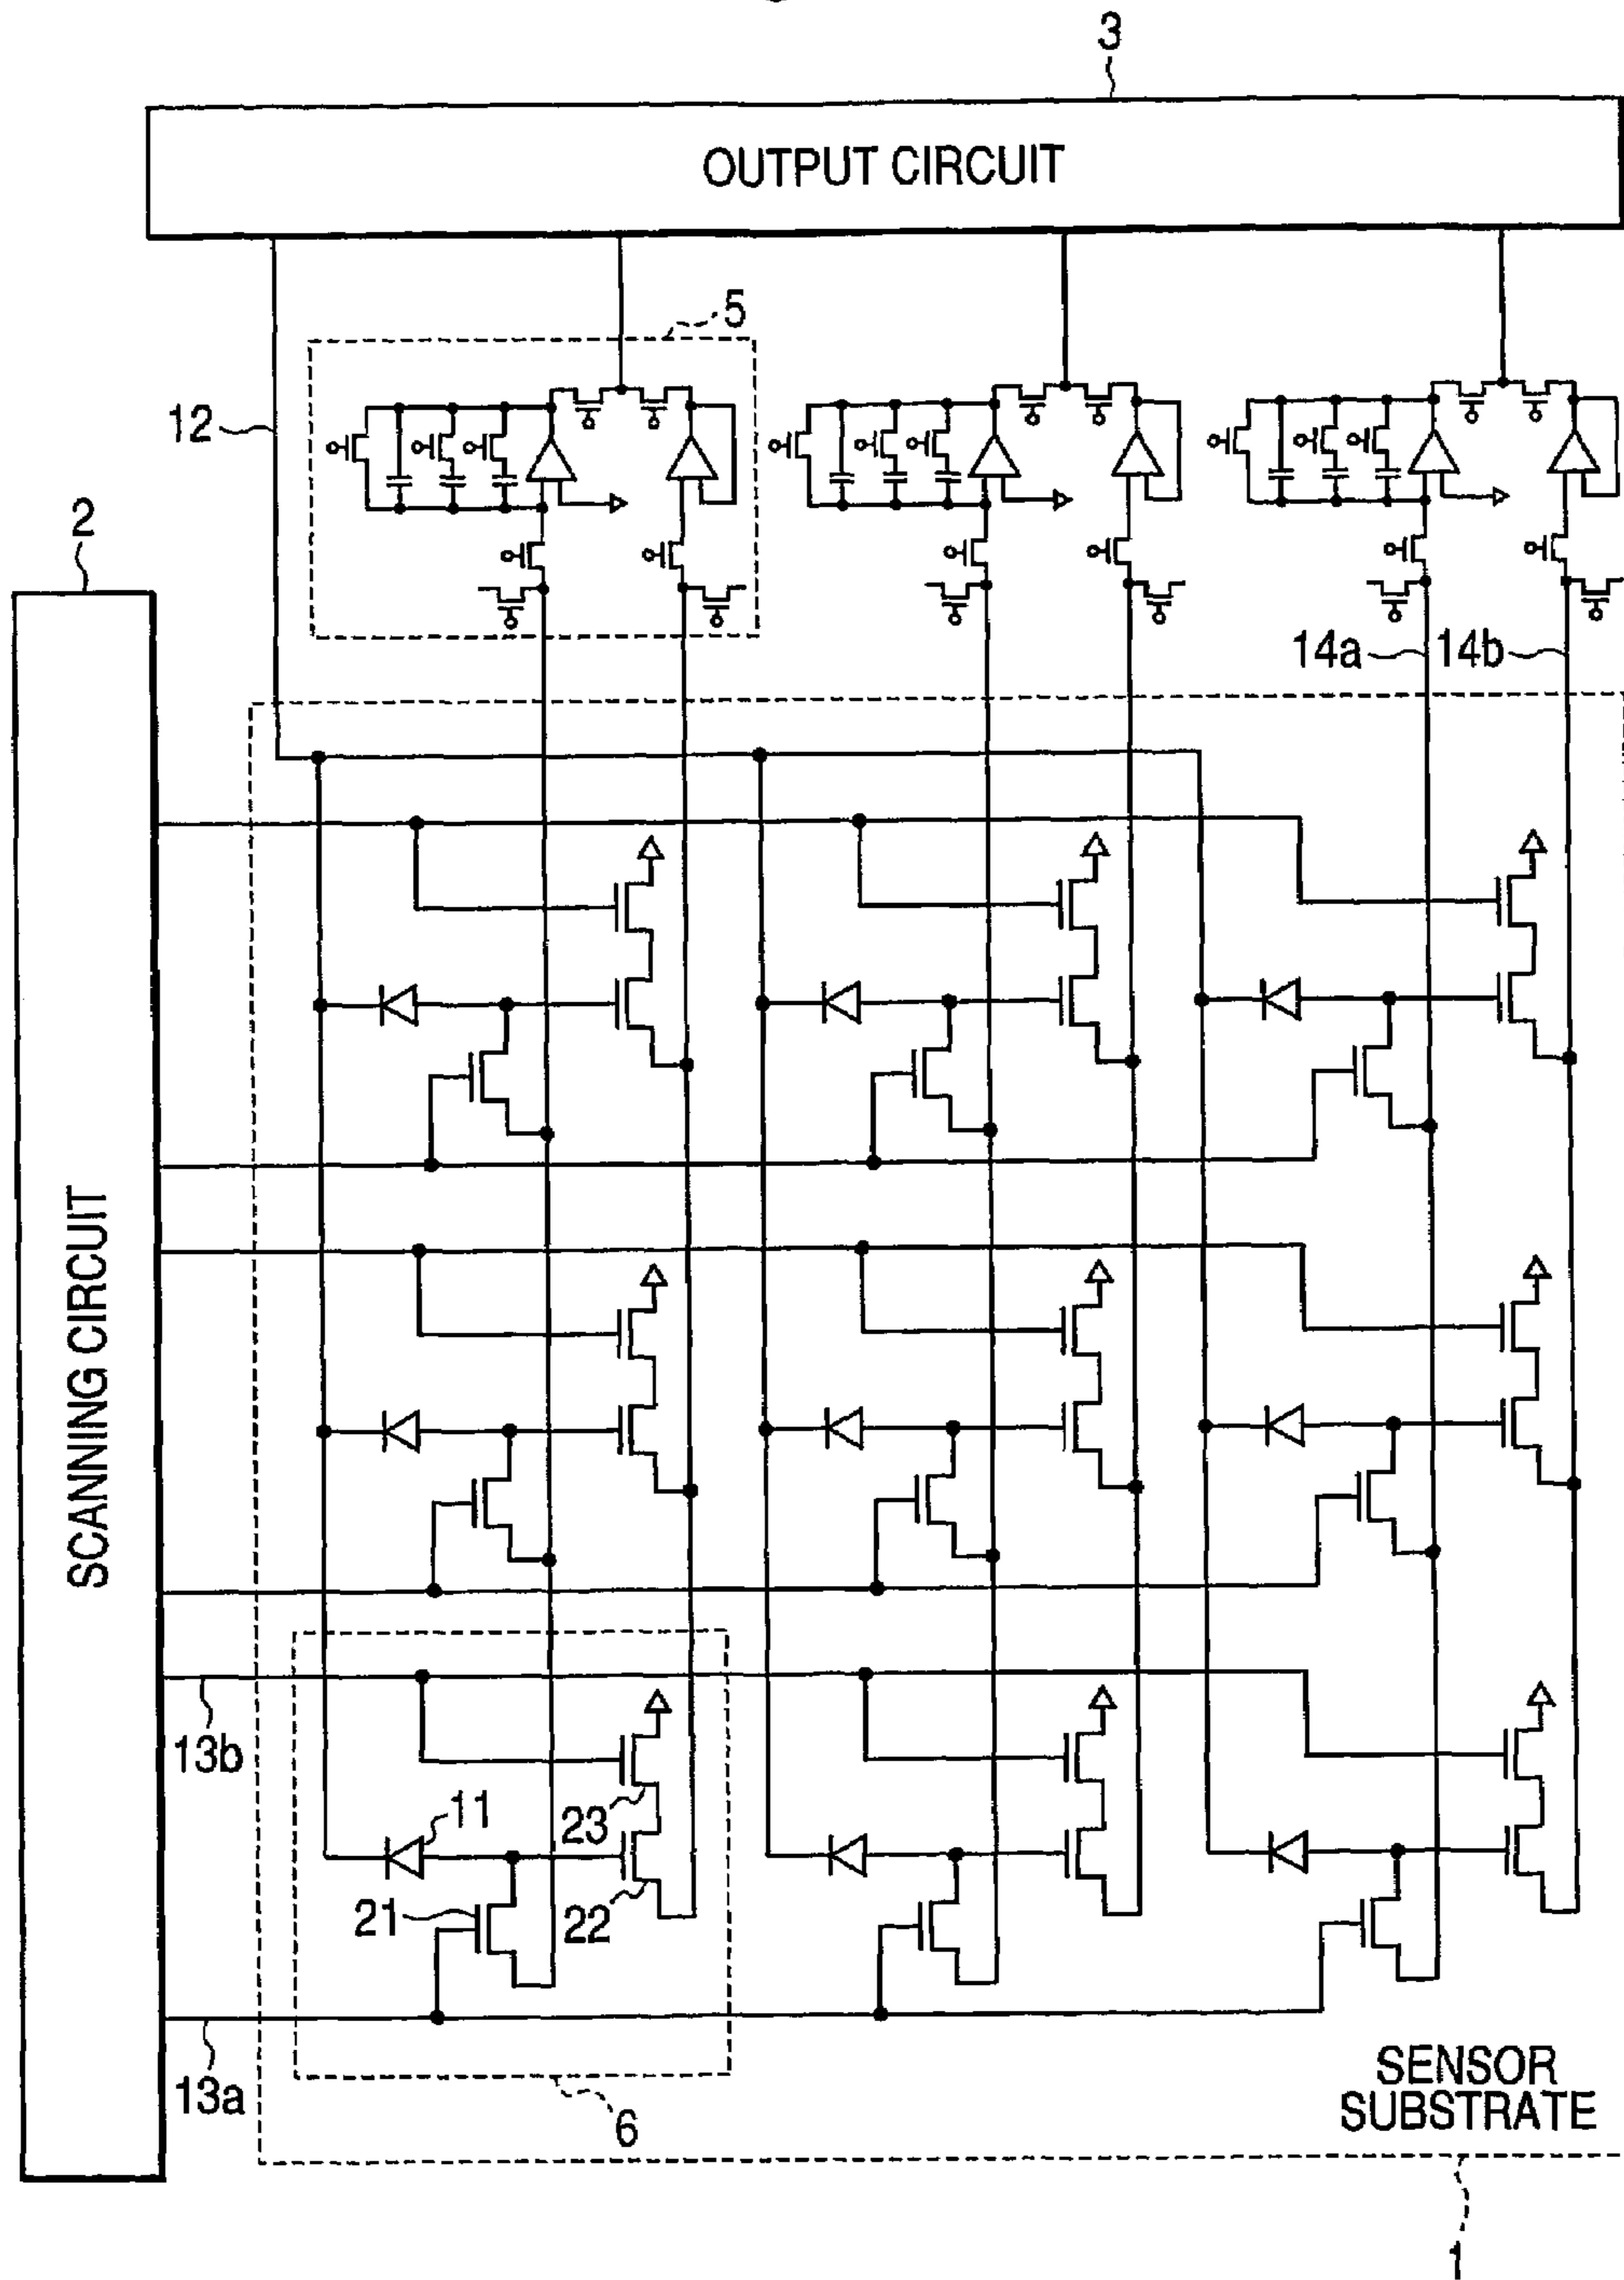 3
OUTPUT CIRCUIT
5
12
2
14a
14b
SCANNING CIRCUIT
13b
11
23
21
22
13a
6
SENSOR
SUBSTRATE
1